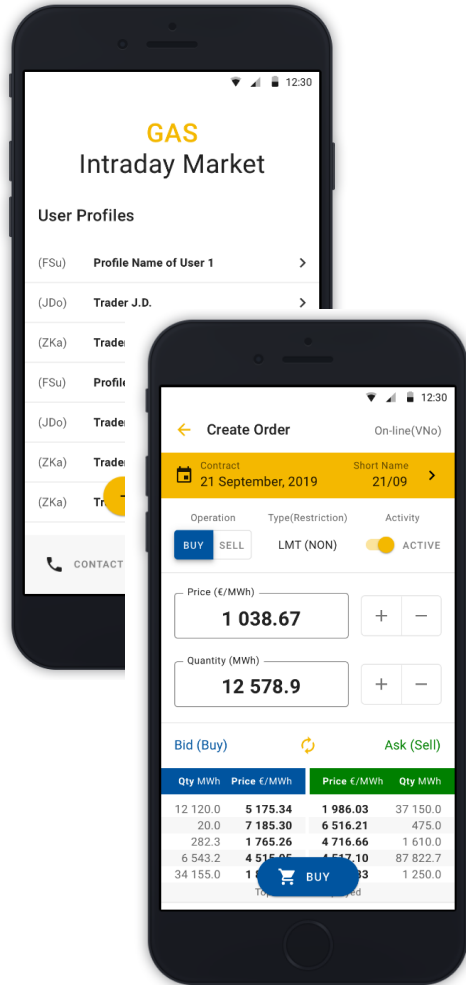 12:30
GAS
Intraday Market
User Profiles
(FSu) Profile Name of User 1
(JDo) Trader J.D.
(ZKa)
(FSu)
(JDo)
(ZKa)
(ZKa)
CONTACT
12:30
Create Order On-line(VNo)
Contract Short Name
21 September, 2019 21/09
Operation Type(Restriction) Activity
BUY SELL LMT (NON) ACTIVE
Price (€/MWh)
1 038.67 + −
Quantity (MWh)
12 578.9 + −
Bid (Buy) Ask (Sell)
Qty MWh Price €/MWh Price €/MWh Qty MWh
12 120.0 5 175.34 1 986.03 37 150.0
20.0 7 185.30 6 516.21 475.0
282.3 1 765.26 4 716.66 1 610.0
6 543.2 87 822.7
34 155.0 1 250.0
BUY